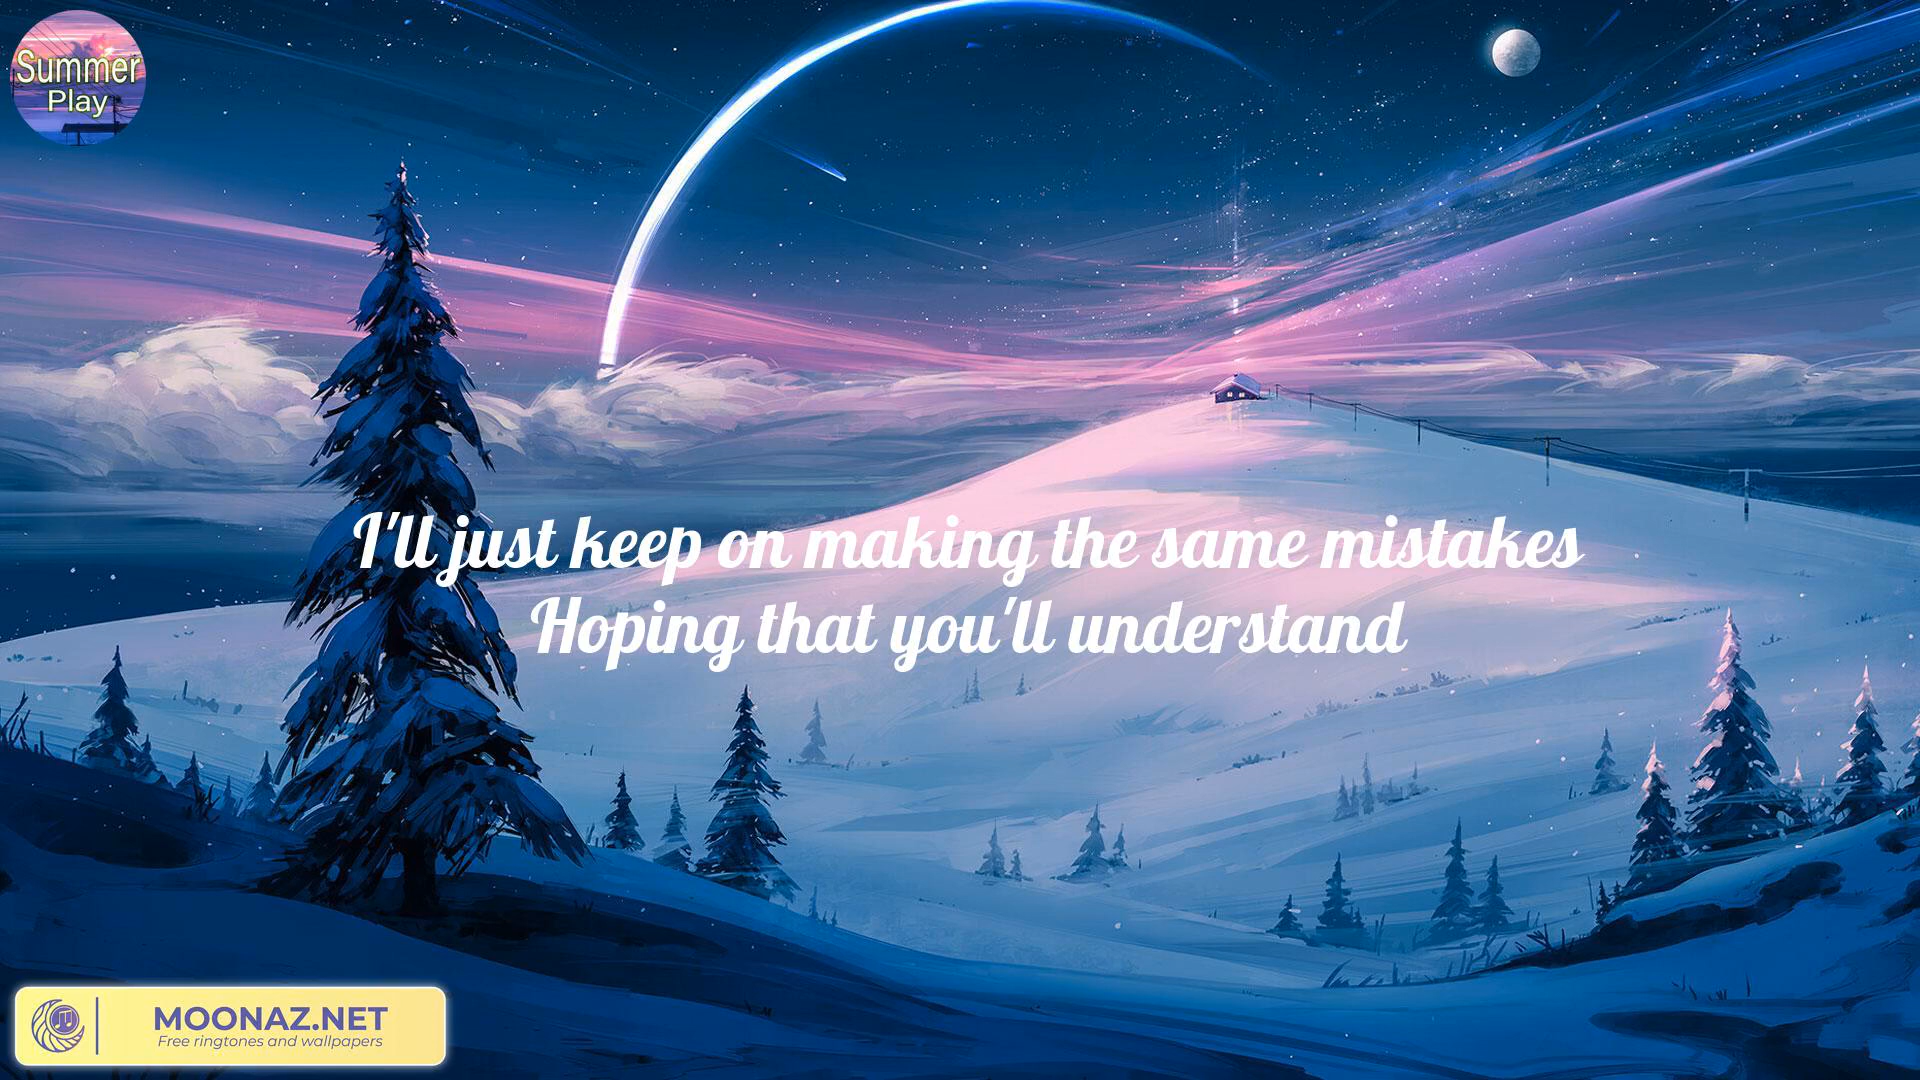 Summer
Play
I'll just keep on making the same mistakes
Hoping that you'll understand
MOONAZ.NET
Free ringtones and wallpapers